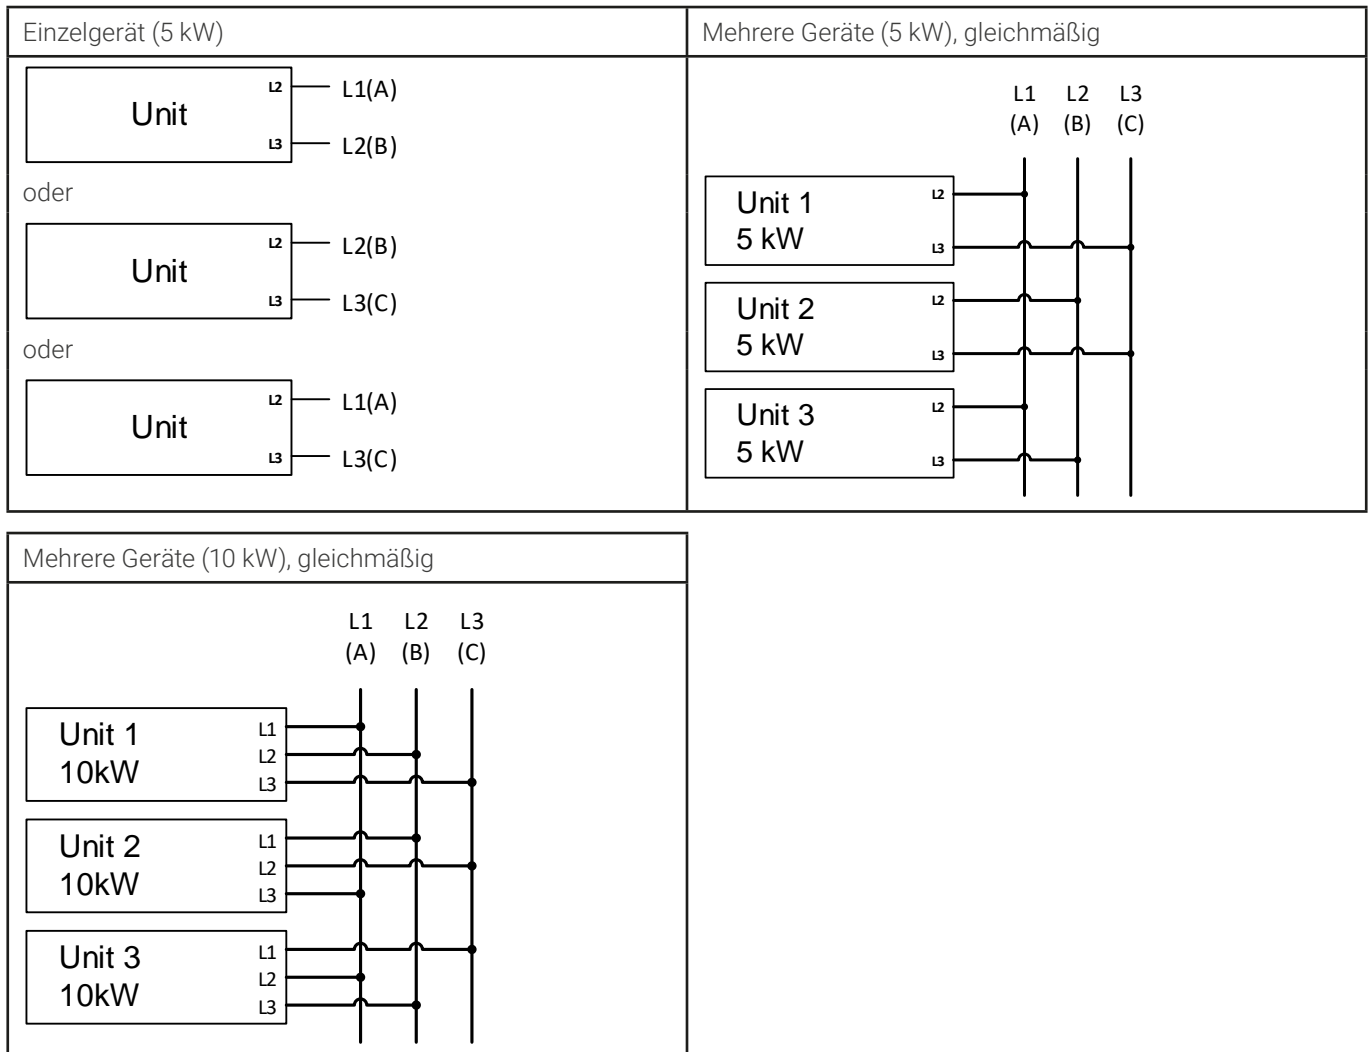 Einzelgerät (5 kW)
L2 L1(A)
Unit
L3 L2(B)
oder
L2 L2(B)
Unit
L3 L3(C)
oder
L2 L1(A)
Unit
L3 L3(C)
Mehrere Geräte (5 kW), gleichmäßig
L1 L2 L3
(A) (B) (C)
Unit 1 L2
5 kW L3
Unit 2 L2
5 kW L3
Unit 3 L2
5 kW L3
Mehrere Geräte (10 kW), gleichmäßig
L1 L2 L3
(A) (B) (C)
L1
Unit 1
L2
10kW
L3
L1
Unit 2
L2
10kW
L3
L1
Unit 3
L2
10kW
L3